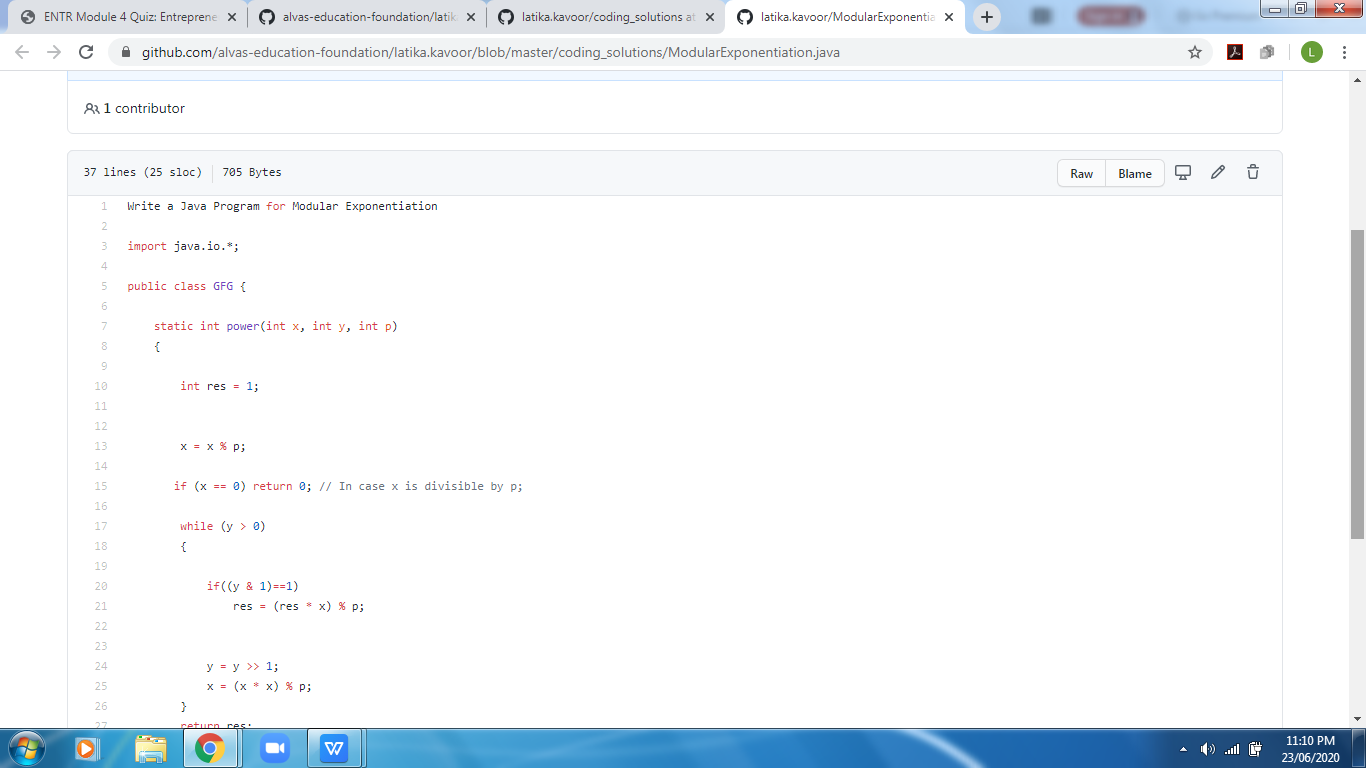 ENTR Module 4 Quiz: Entreprene
alvas-education-foundation/latik
latika.kavoor/coding_solutions at
latika.kavoor/ModularExponentia
github.com/alvas-education-foundation/latika.kavoor/blob/master/coding_solutions/ModularExponentiation.java
L
1 contributor
37 lines (25 sloc) 705 Bytes
Raw Blame
1 Write a Java Program for Modular Exponentiation
2
3 import java.io.*;
4
5 public class GFG {
6
7 static int power(int x, int y, int p)
8 {
9
10 int res = 1;
11
12
13 x = x % p;
14
15 if (x == 0) return 0; // In case x is divisible by p;
16
17 while (y > 0)
18 {
19
20 if((y & 1)==1)
21 res = (res * x) % p;
22
23
24 y = y >> 1;
25 x = (x * x) % p;
26 }
27 return res;
11:10 PM
23/06/2020